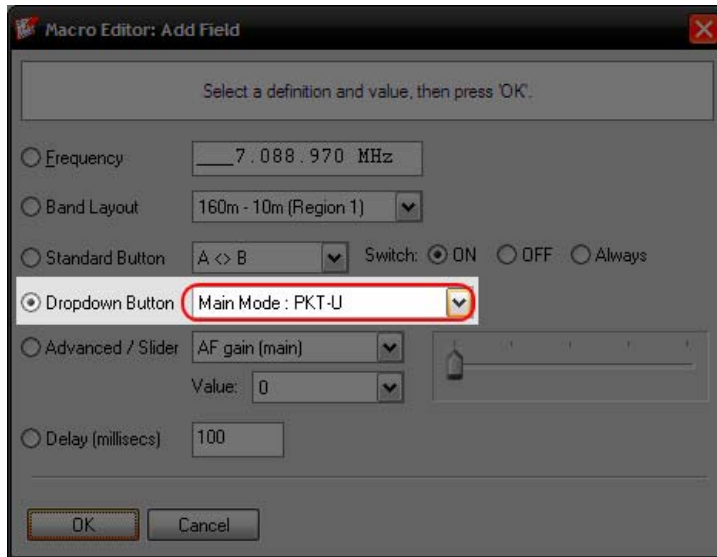 Macro Editor: Add Field
Select a definition and value, then press 'OK'.
Frequency ___7.088.970 MHz
Band Layout 160m - 10m (Region 1)
Standard Button A <> B Switch: ON OFF Always
Dropdown Button Main Mode : PKT-U
Advanced / Slider AF gain (main)
Value: 0
Delay (millisecs) 100
OK Cancel